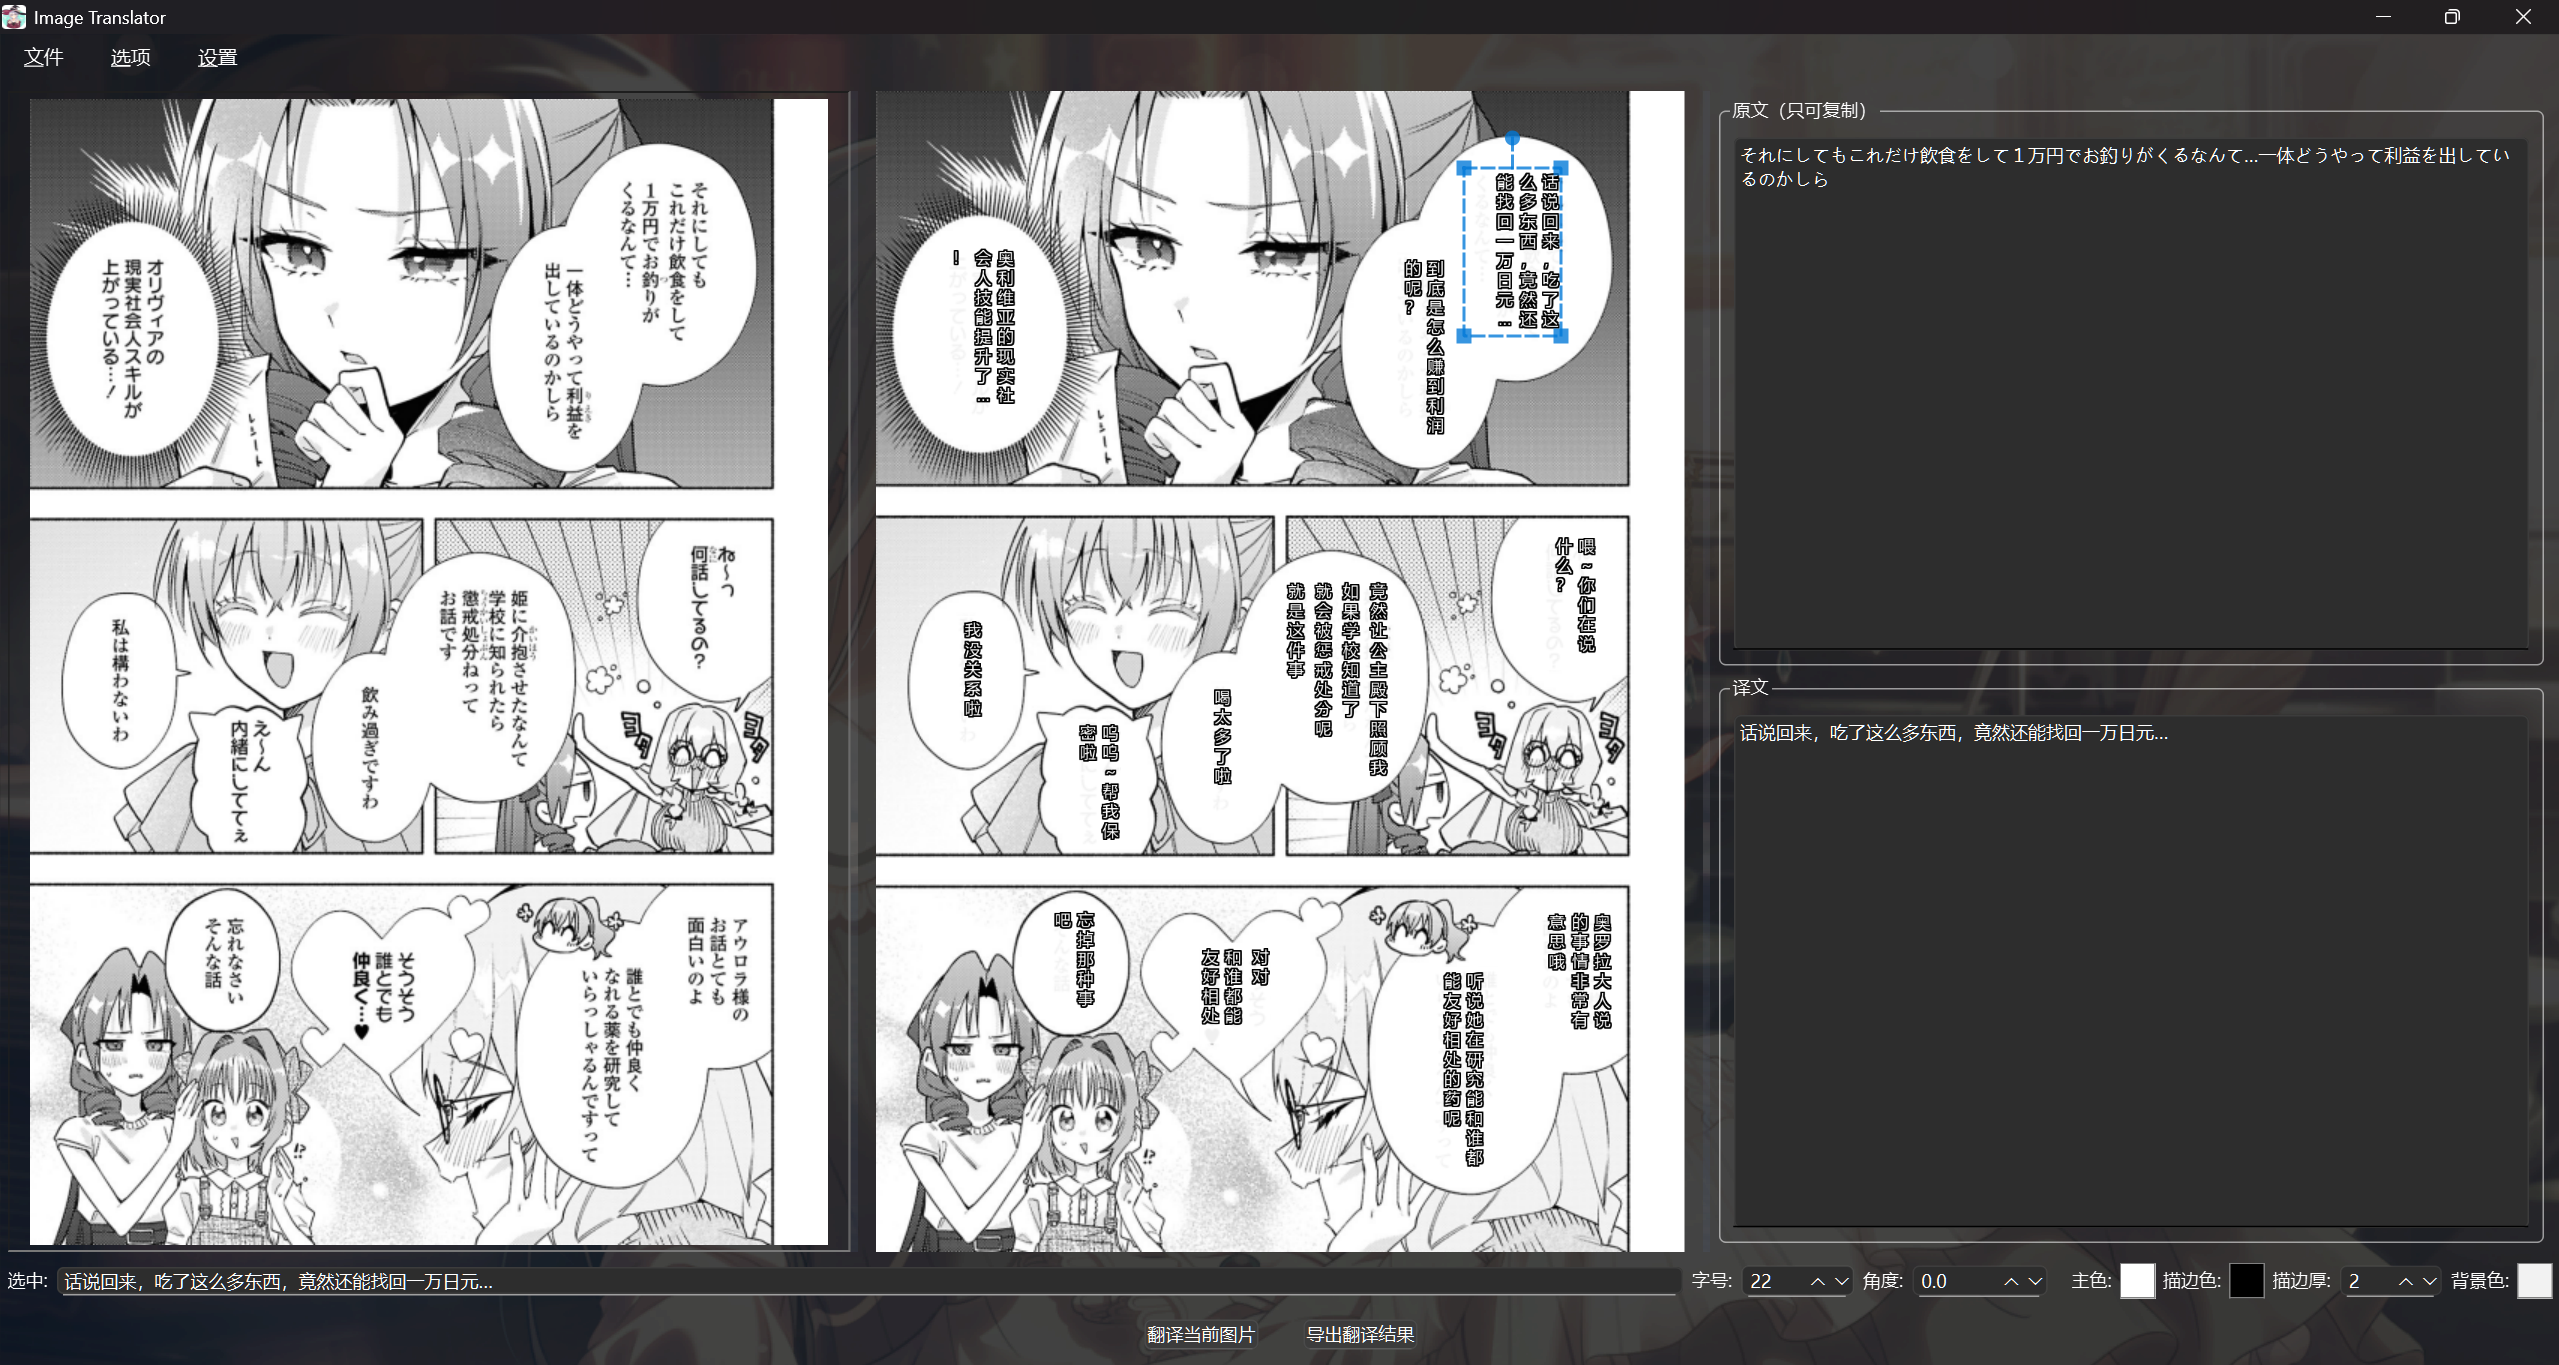 Image Translator
文件 选项 设置
それにしても
これだけ飲食をして
1万円でお釣りが
くるなんて…
一体どうやって利益を
出しているのかしら
オリヴィアの
現実社会人スキルが
上がっている…!
レシート
ね〜っ
何話してるの?
姫に介抱させたなんて
学校に知られたら
懲戒処分ねって
お話です
飲み過ぎですわ
え〜〜ん
内緒にしててぇ
私は構わないわ
ヨタ
ヨタ
アウロラ様の
お話とても
面白いのよ
誰とでも仲良く
なれる薬を研究して
いらっしゃるんですって
そうそう
誰とでも
仲良く…♥
忘れなさい
そんな話
!?
话说回来，吃了这
么多东西，竟然还
能找回一万日元…
到底是怎么赚到利润
的呢？
奥利维亚的现实社
会人技能提升了…
！
レシート
喂~你们在说
什么？
竟然让公主殿下照顾我
如果学校知道了
就会被惩戒处分呢
就是这件事
喝太多了啦
呜呜~帮我保
密啦
我没关系啦
ヨタ
ヨタ
奥罗拉大人说
的事情非常有
意思哦
听说她在研究能和谁都
能友好相处的药呢
对对
和谁都能
友好相处
忘掉那种事
吧
!?
原文（只可复制）
それにしてもこれだけ飲食をして１万円でお釣りがくるなんて…一体どうやって利益を出してい
るのかしら
译文
话说回来，吃了这么多东西，竟然还能找回一万日元…
选中: 话说回来，吃了这么多东西，竟然还能找回一万日元… 字号: 22 角度: 0.0 主色: 描边色: 描边厚: 2 背景色:
翻译当前图片 导出翻译结果